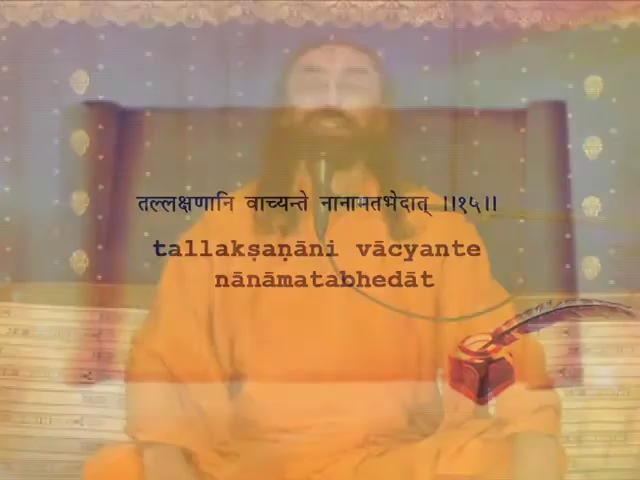 तल्लक्षणानि वाच्यन्ते नानामतभेदात् ।।१५।।
tallakṣaṇāni vācyante
nānāmatabhedāt